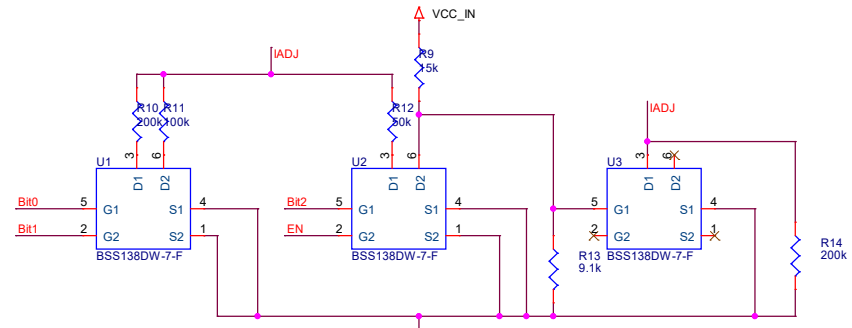 VCC_IN
R9
15k
IADJ
R10
200k
R11
100k
R12
50k
IADJ
3
6
3
6
3
6
U1
D1
D2
U2
D1
D2
U3
D1
D2
Bit0
5
G1
S1
4
Bit2
5
G1
S1
4
5
G1
S1
4
Bit1
2
G2
S2
1
EN
2
G2
S2
1
2
G2
S2
1
BSS138DW-7-F
BSS138DW-7-F
R13
9.1k
BSS138DW-7-F
R14
200k